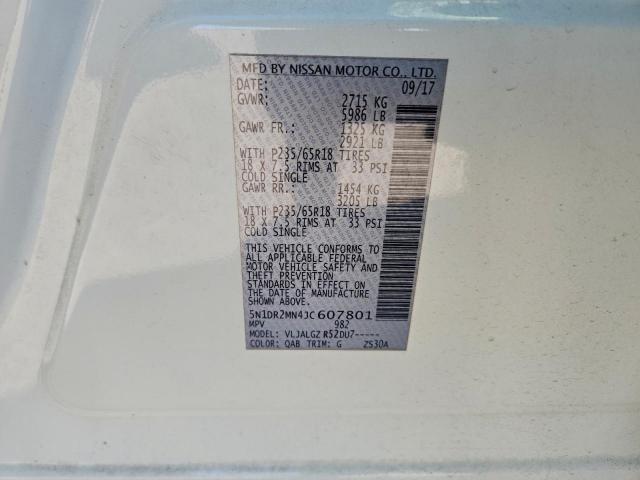 MFD BY NISSAN MOTOR CO., LTD.
DATE: 09/17
GVWR: 2715 KG
5986 LB
GAWR FR.: 1325 KG
2921 LB
WITH P235/65R18 TIRES
18 X 7.5 RIMS AT 33 PSI
COLD SINGLE
GAWR RR.: 1454 KG
3205 LB
WITH P235/65R18 TIRES
18 X 7.5 RIMS AT 33 PSI
COLD SINGLE
THIS VEHICLE CONFORMS TO
ALL APPLICABLE FEDERAL
MOTOR VEHICLE SAFETY AND
THEFT PREVENTION
STANDARDS IN EFFECT ON
THE DATE OF MANUFACTURE
SHOWN ABOVE.
5N1DR2MN4JC607801
MPV 982
MODEL: VLJALGZ R52DU7-----
COLOR: QAB TRIM: G ZS30A